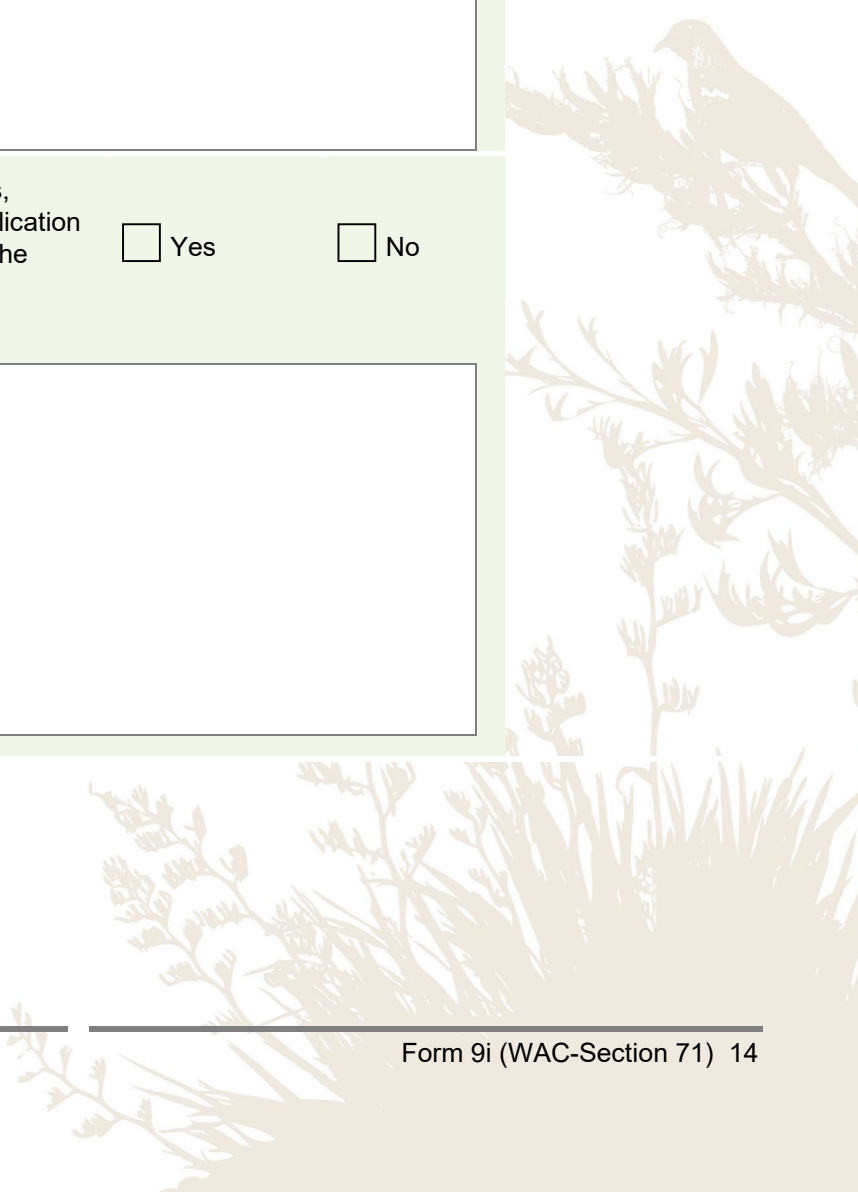 s,
lication
he
Yes
No
Form 9i (WAC-Section 71) 14